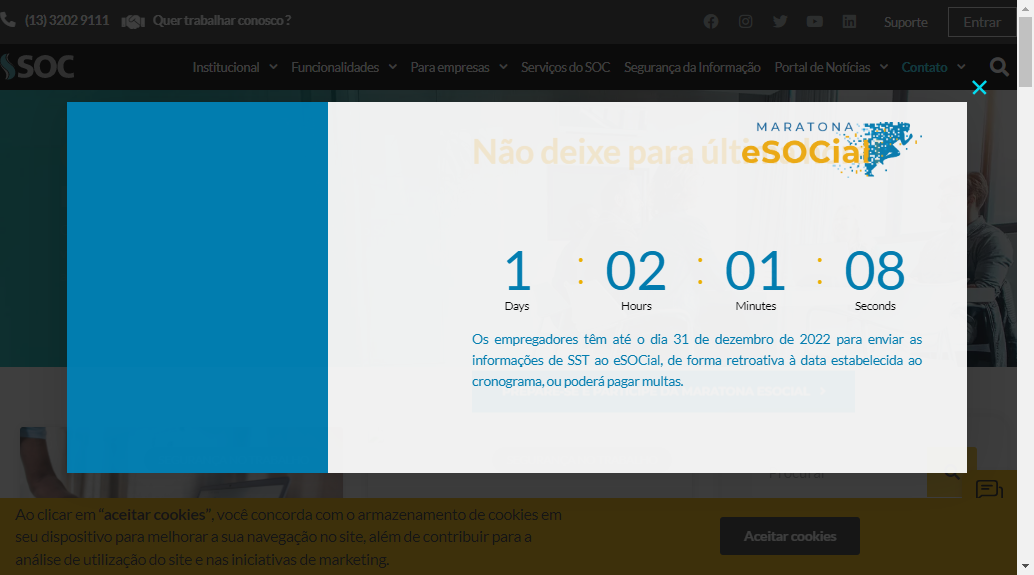 (13) 3202 9111 Quer trabalhar conosco ?
Suporte Entrar
SOC
Institucional Funcionalidades Para empresas Serviços do SOC Segurança da Informação Portal de Notícias Contato
MARATONA
eSOCial
Não deixe para últi
1 : 02 : 01 : 08
Days Hours Minutes Seconds
Os empregadores têm até o dia 31 de dezembro de 2022 para enviar as
informações de SST ao eSOCial, de forma retroativa à data estabelecida ao
cronograma, ou poderá pagar multas.
Procurar
Ao clicar em “aceitar cookies”, você concorda com o armazenamento de cookies em
seu dispositivo para melhorar a sua navegação no site, além de contribuir para a
análise de utilização do site e nas iniciativas de marketing.
Aceitar cookies